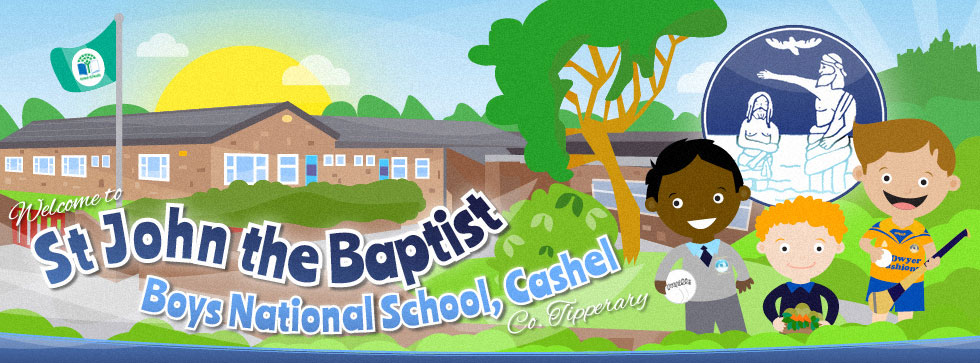 Welcome to
St John the Baptist
Boys National School, Cashel
Co. Tipperary